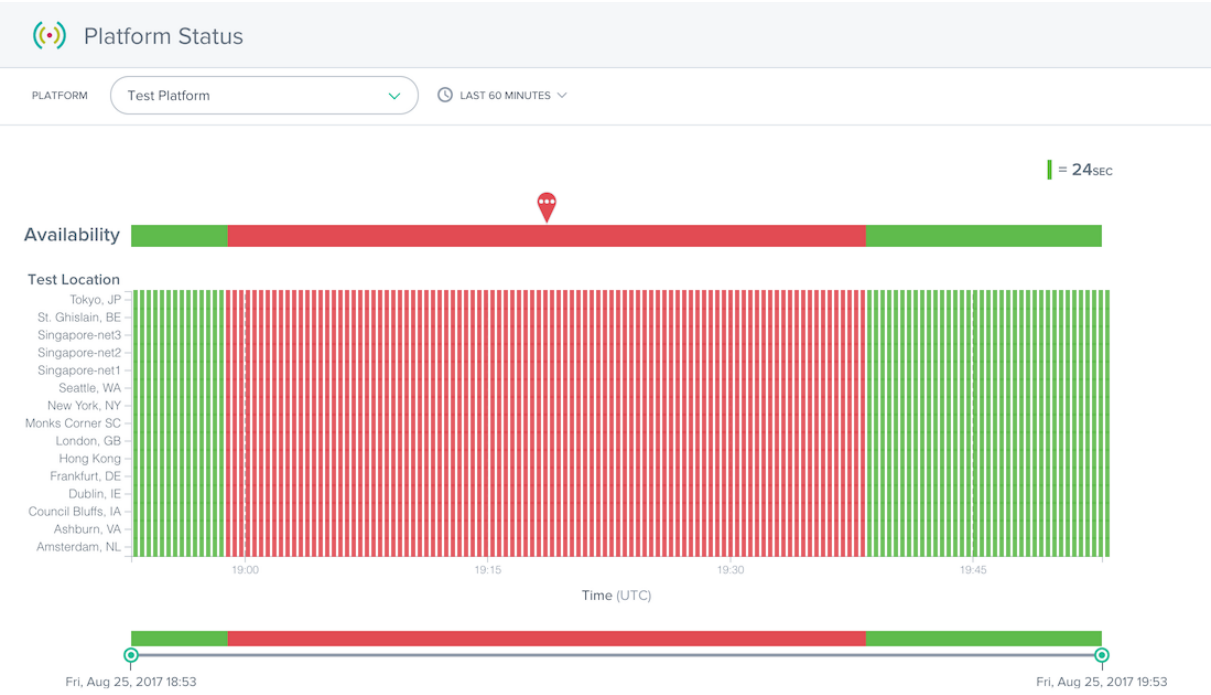 Platform Status
PLATFORM Test Platform LAST 60 MINUTES
= 24SEC
Availability
Test Location
Tokyo, JP
St. Ghislain, BE
Singapore-net3
Singapore-net2
Singapore-net1
Seattle, WA
New York, NY
Monks Corner SC
London, GB
Hong Kong
Frankfurt, DE
Dublin, IE
Council Bluffs, IA
Ashburn, VA
Amsterdam, NL
19:00 19:15 19:30 19:45
Time (UTC)
Fri, Aug 25, 2017 18:53 Fri, Aug 25, 2017 19:53